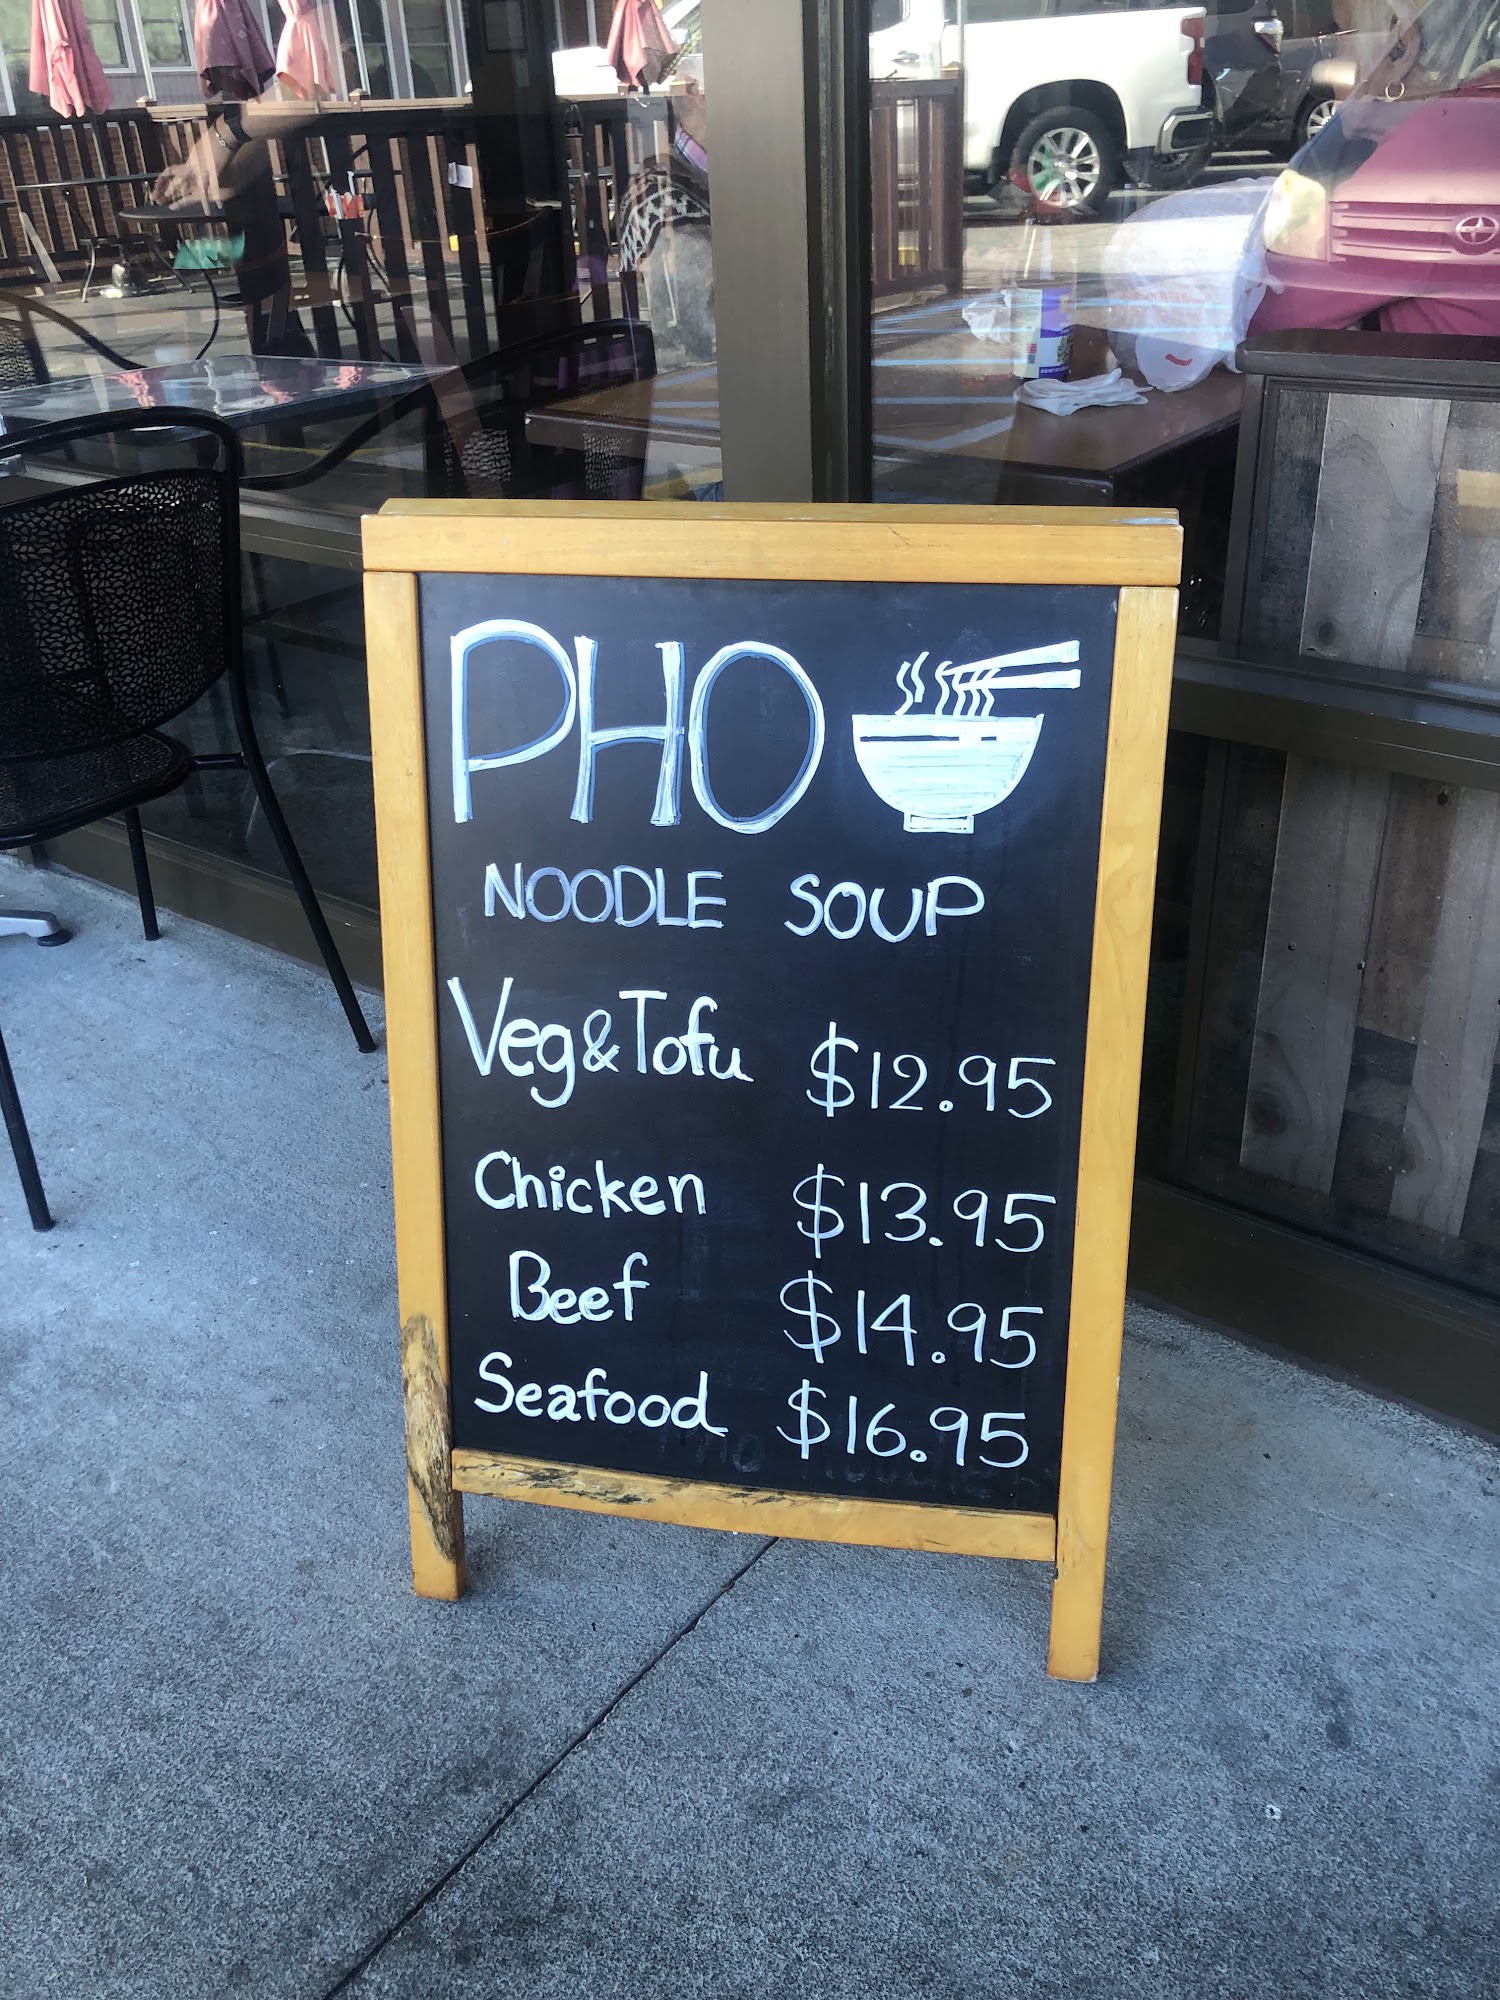 PHO
NOODLE SOUP
Veg&Tofu $12.95
Chicken $13.95
Beef $14.95
Seafood $16.95